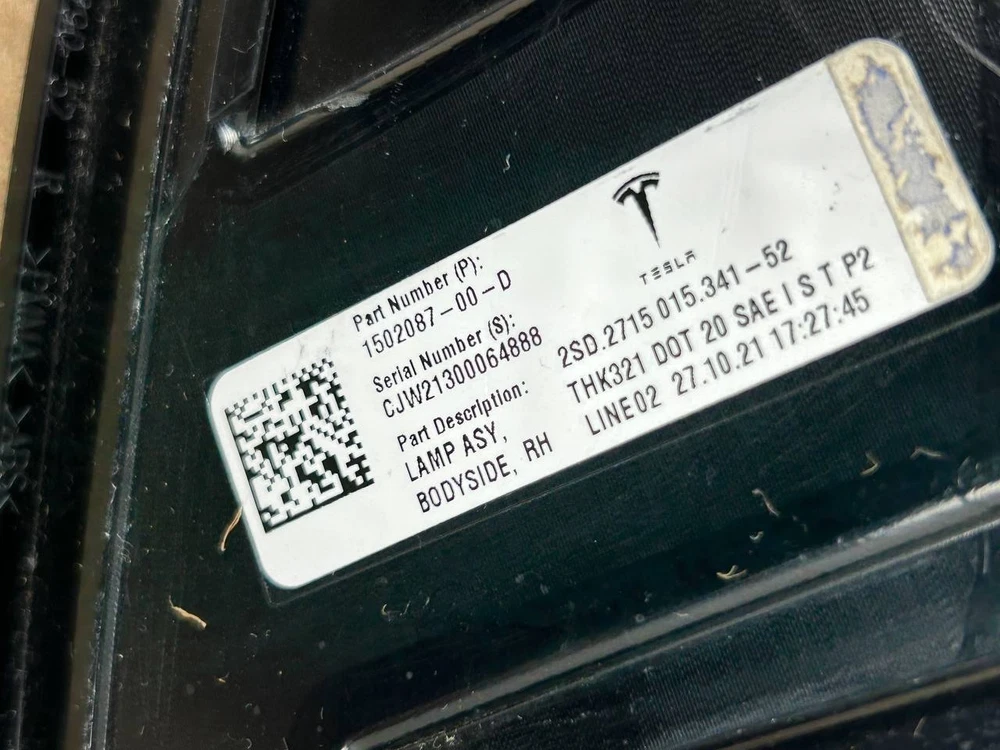 Part Number (P):
1502087-00-D
Serial Number (S):
CJW21300064888
Part Description:
LAMP ASY,
BODYSIDE, RH
TESLA
2SD.2715 015.341-52
THK321 DOT 20 SAE I S T P2
LINE02 27.10.21 17:27:45